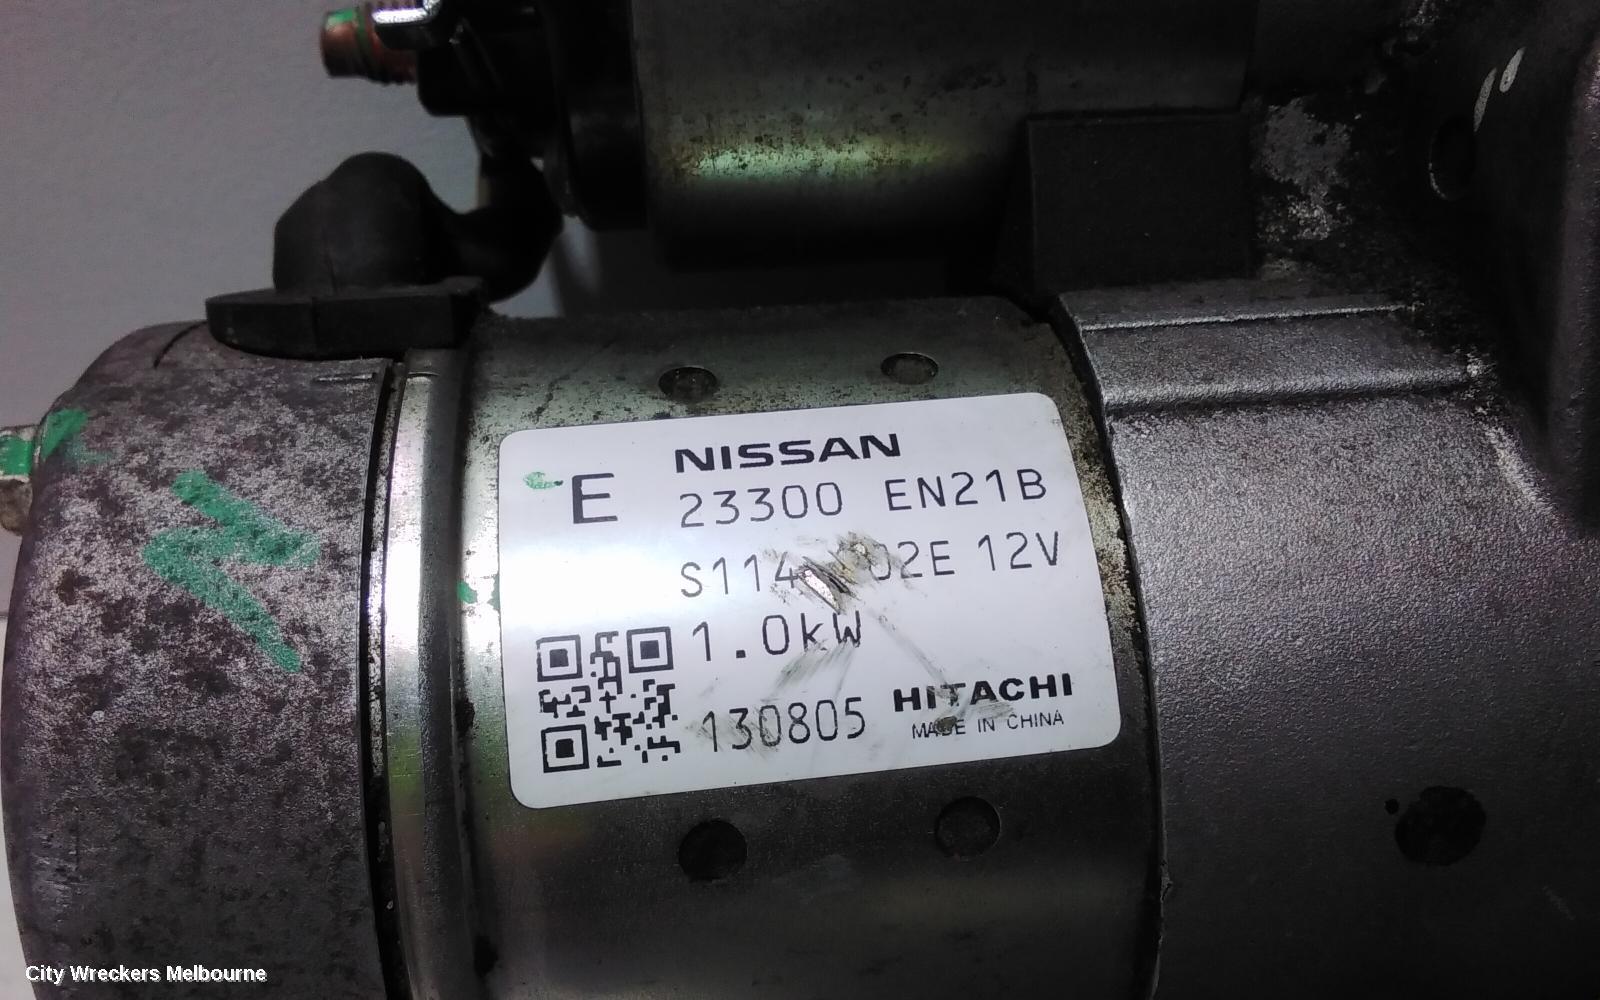 NISSAN
E
23300 EN21B
12V
1.0kW
130805
HITACHI
MADE IN CHINA
City Wreckers Melbourne